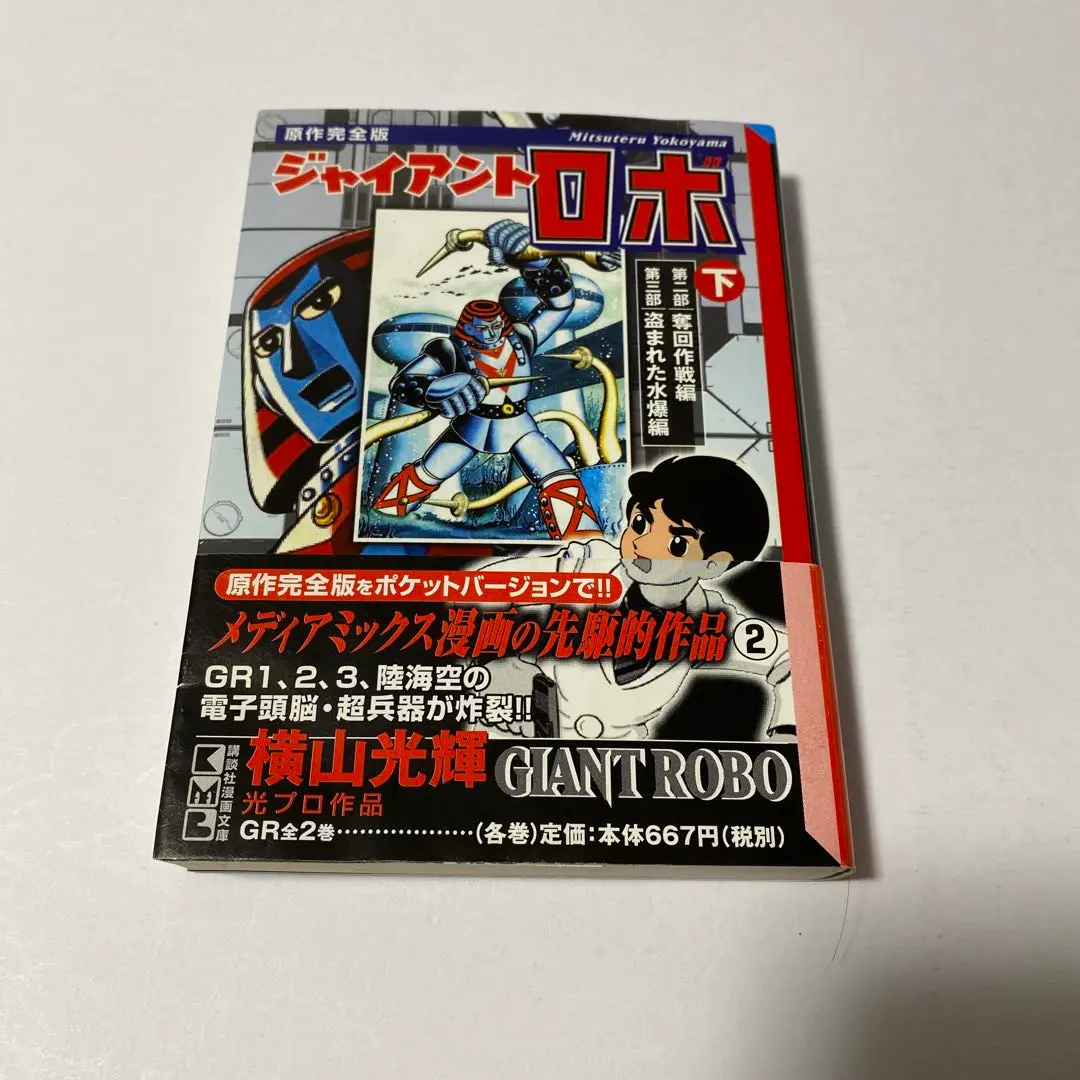 原作完全版
Mitsuteru Yokoyama
ジャイアントロボ
下
第二部 奪回作戦編
第三部 盗まれた水爆編
原作完全版をポケットバージョンで!!
メディアミックス漫画の先駆的作品②
GR1、2、3、陸海空の
電子頭脳・超兵器が炸裂!!
KMC
講談社漫画文庫
横山光輝
光プロ作品
GIANT ROBO
GR全2巻…………………(各巻)定価：本体667円(税別)